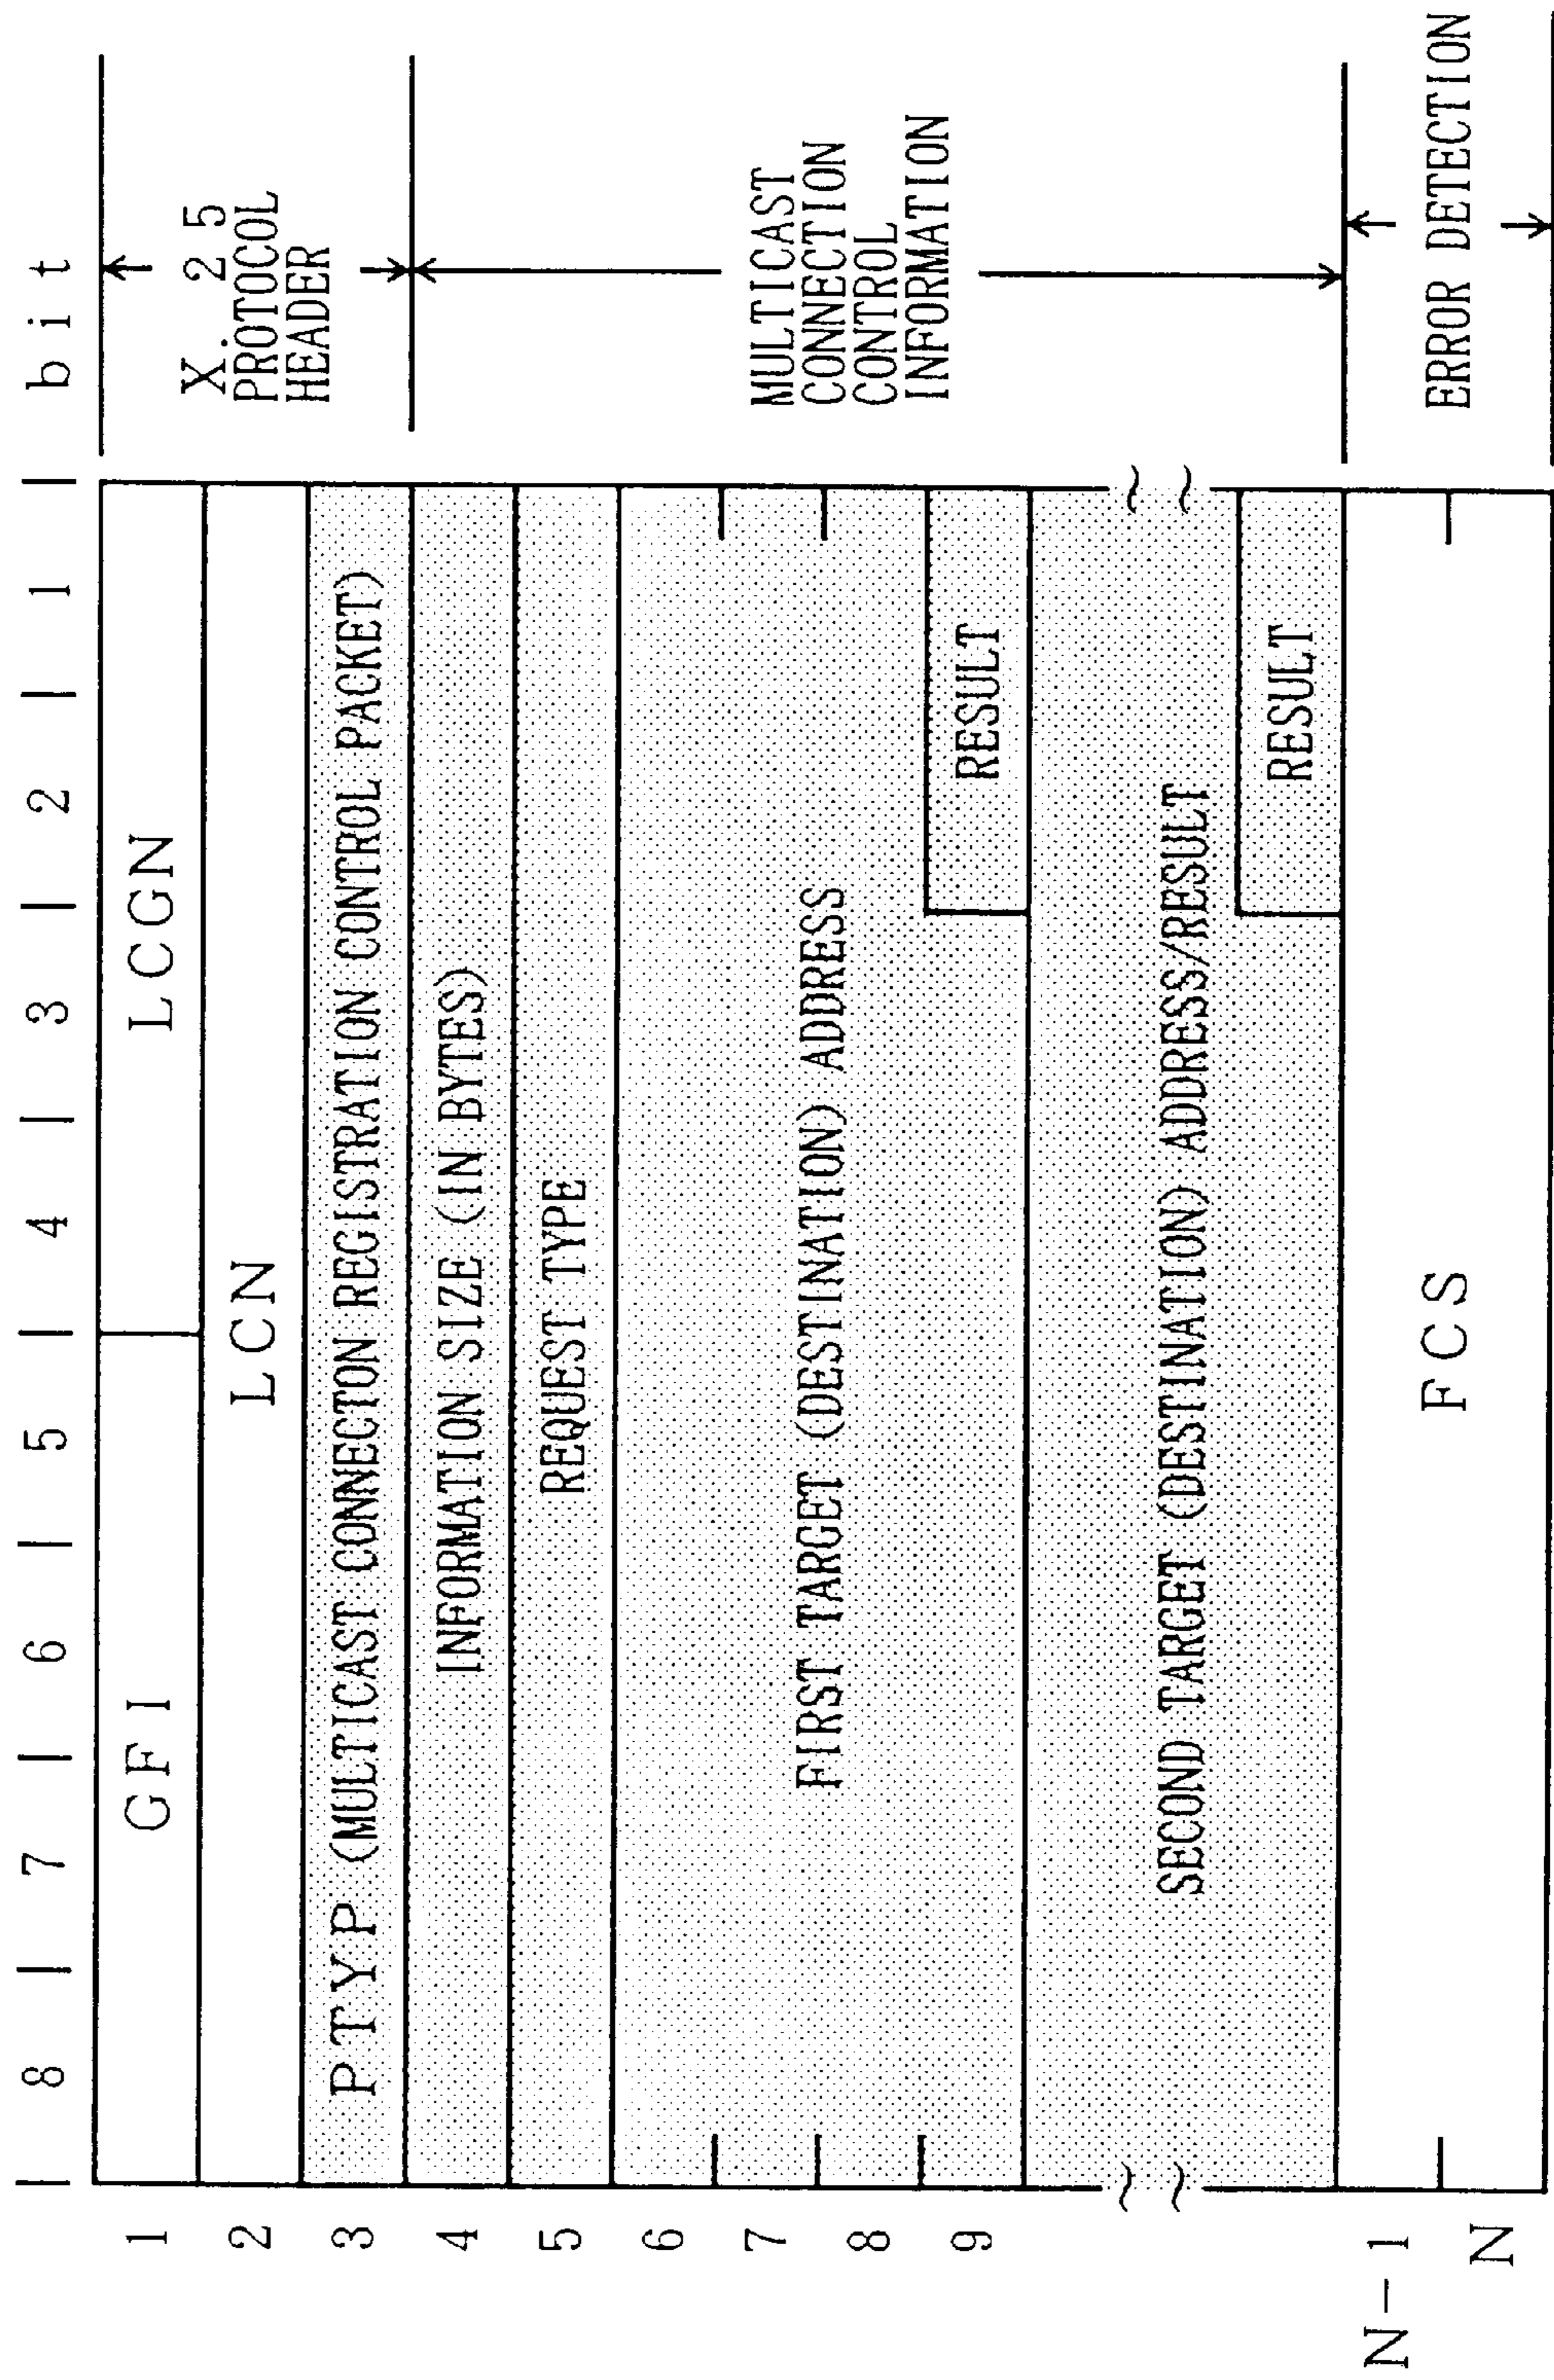 8 7 6 5 4 3 2 1 bit
1 GFI LCGN
2 LCN
3 PTYP (MULTICAST CONNECTON REGISTRATION CONTROL PACKET)
X. 25
PROTOCOL
HEADER
4 INFORMATION SIZE (IN BYTES)
5 REQUEST TYPE
6
7
8 FIRST TARGET (DESTINATION) ADDRESS
9 RESULT
MULTICAST
CONNECTION
CONTROL
INFORMATION
SECOND TARGET (DESTINATION) ADDRESS/RESULT
RESULT
N-1
N
FCS
ERROR DETECTION